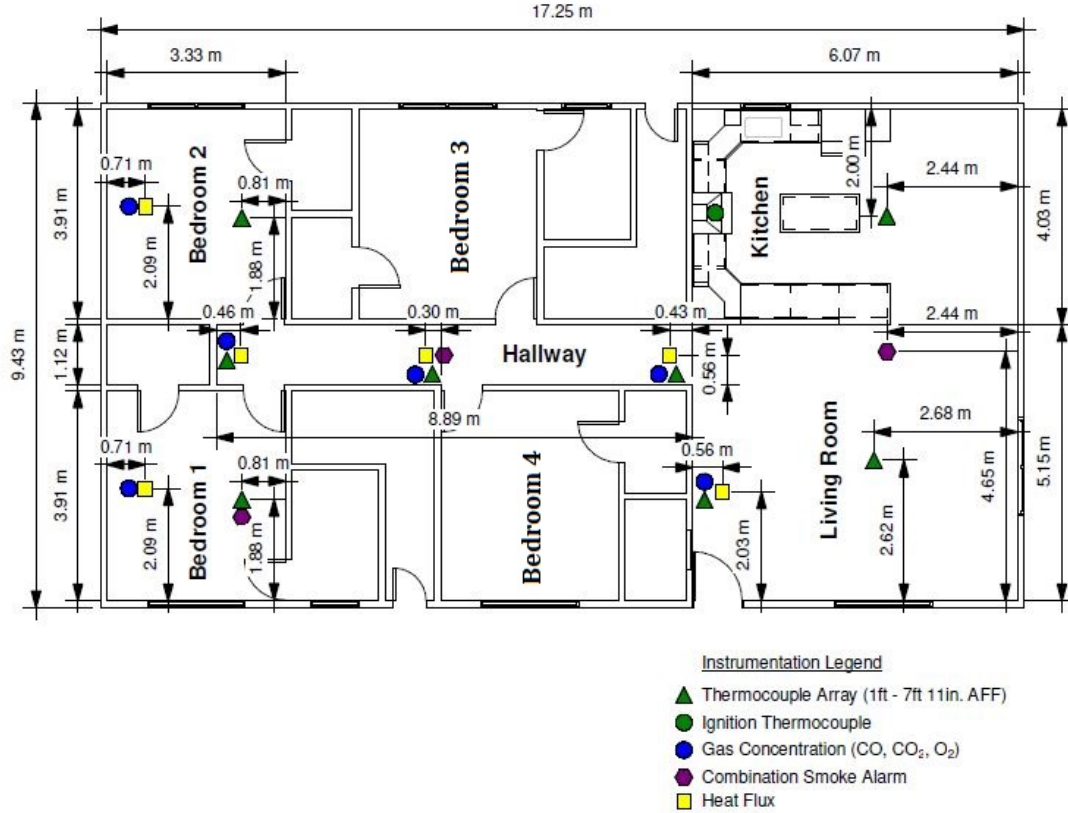 17.25 m
3.33 m
6.07 m
0.71 m
Bedroom 2
0.81 m
Bedroom 3
2.00 m
2.44 m
3.91 m
2.09 m
1.88 m
Kitchen
4.03 m
0.46 m
0.30 m
0.43 m
2.44 m
9.43 m
1.12 m
Hallway
0.56 m
8.89 m
2.68 m
0.71 m
0.81 m
0.56 m
3.91 m
2.09 m
Bedroom 1
1.88 m
Bedroom 4
2.03 m
Living Room
2.62 m
4.65 m
5.15 m
Instrumentation Legend
Thermocouple Array (1ft - 7ft 11in. AFF)
Ignition Thermocouple
Gas Concentration (CO, CO₂, O₂)
Combination Smoke Alarm
Heat Flux